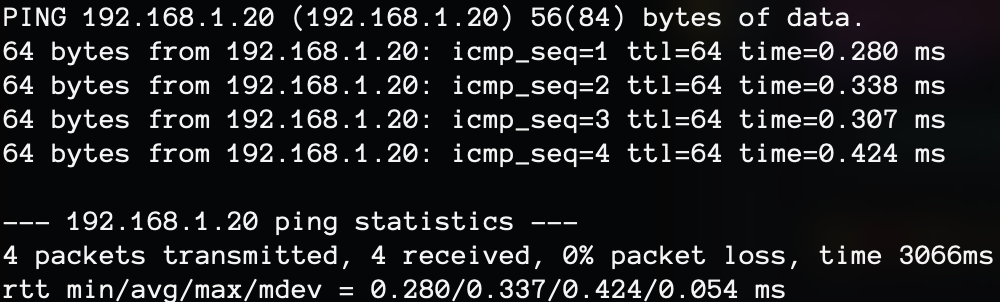 PING 192.168.1.20 (192.168.1.20) 56(84) bytes of data.
64 bytes from 192.168.1.20: icmp_seq=1 ttl=64 time=0.280 ms
64 bytes from 192.168.1.20: icmp_seq=2 ttl=64 time=0.338 ms
64 bytes from 192.168.1.20: icmp_seq=3 ttl=64 time=0.307 ms
64 bytes from 192.168.1.20: icmp_seq=4 ttl=64 time=0.424 ms

--- 192.168.1.20 ping statistics ---
4 packets transmitted, 4 received, 0% packet loss, time 3066ms
rtt min/avg/max/mdev = 0.280/0.337/0.424/0.054 ms